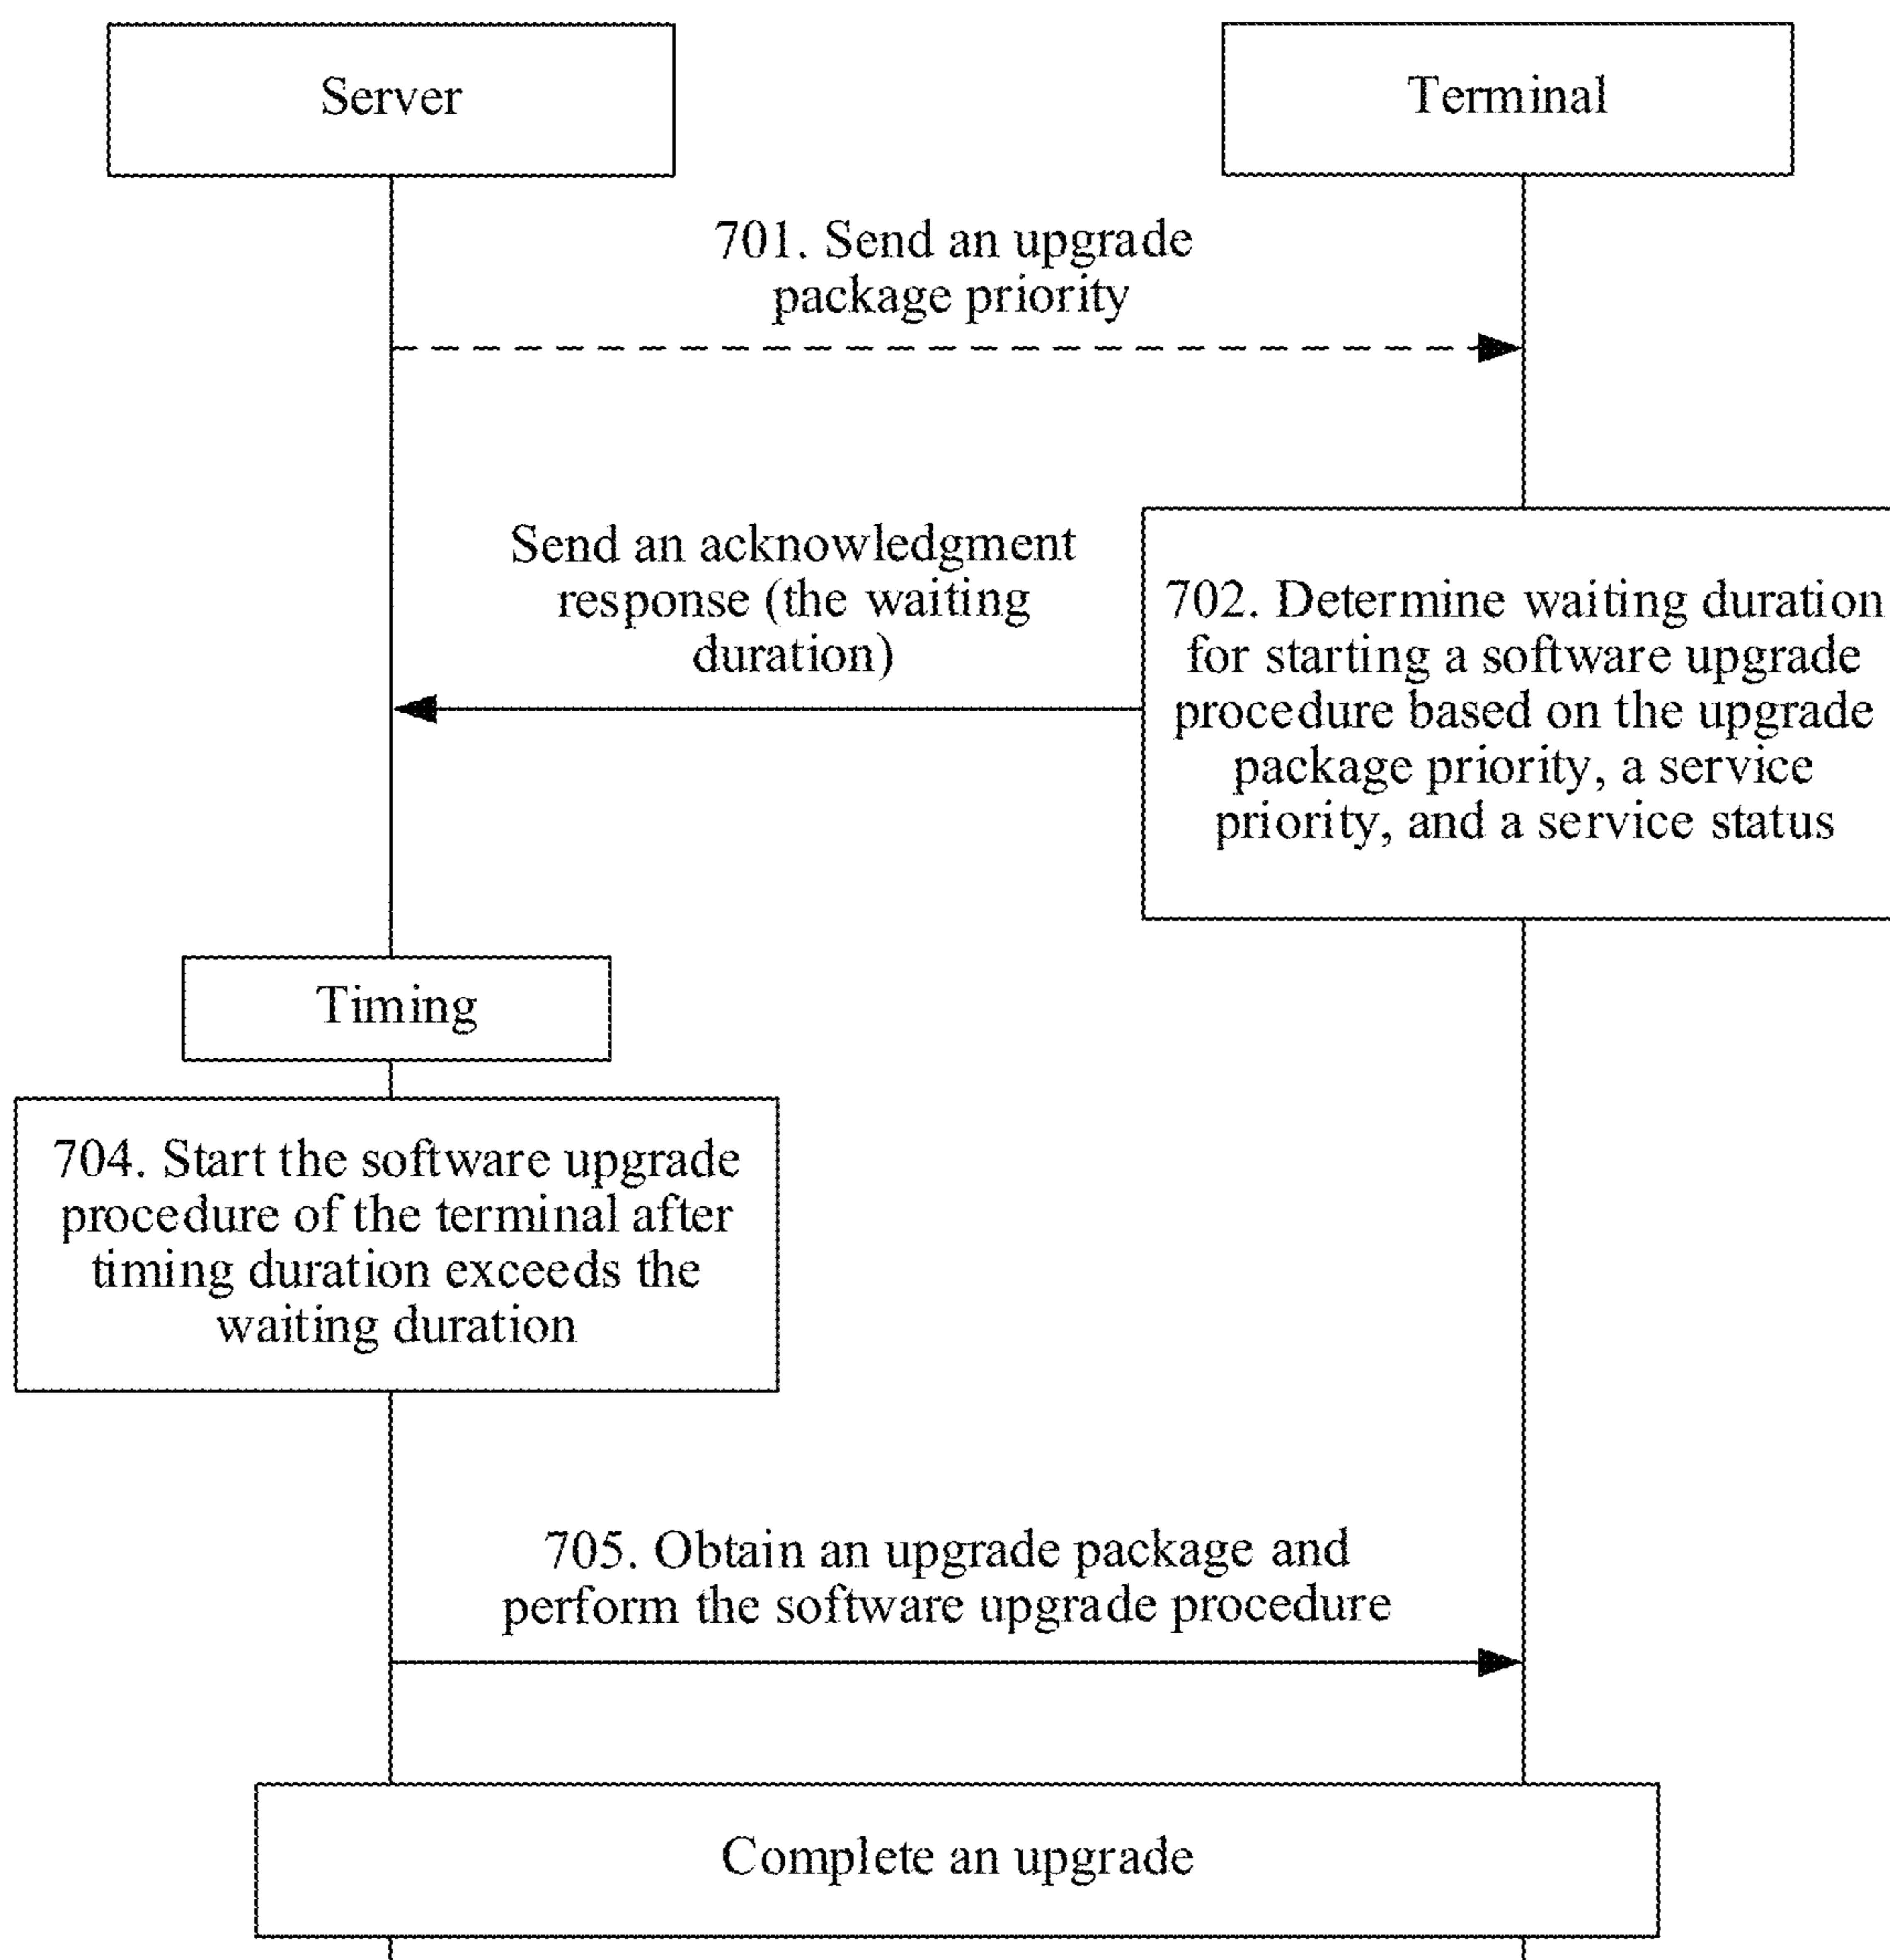 Server
Terminal
701. Send an upgrade
package priority
Send an acknowledgment
response (the waiting
duration)
702. Determine waiting duration
for starting a software upgrade
procedure based on the upgrade
package priority, a service
priority, and a service status
Timing
704. Start the software upgrade
procedure of the terminal after
timing duration exceeds the
waiting duration
705. Obtain an upgrade package and
perform the software upgrade procedure
Complete an upgrade